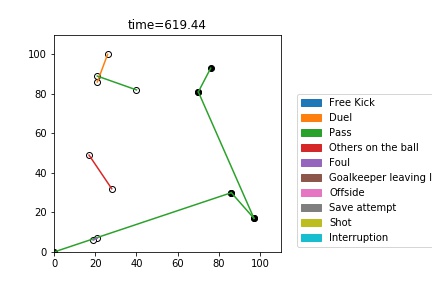 time=619.44
100
80
60
40
20
0
0 20 40 60 80 100
Free Kick
Duel
Pass
Others on the ball
Foul
Goalkeeper leaving l
Offside
Save attempt
Shot
Interruption